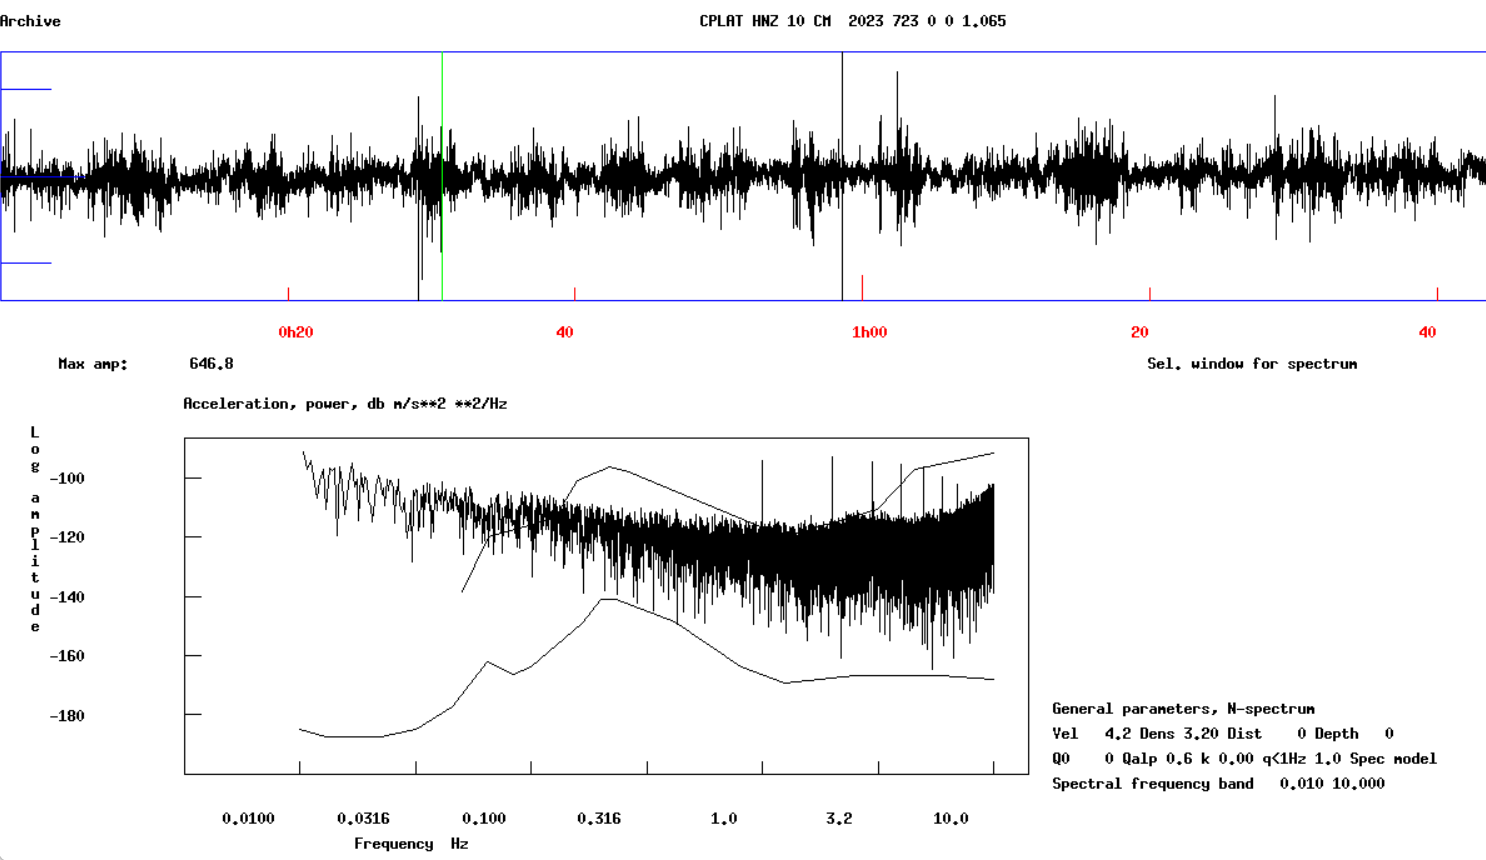 Archive CPLAT HNZ 10 CM 2023 723 0 0 1.065
0h20 40 1h00 20 40
Max amp: 646.8 Sel. window for spectrum
Acceleration, power, db m/s**2 **2/Hz
Log amplitude
-100
-120
-140
-160
-180
General parameters, N-spectrum
Vel 4.2 Dens 3.20 Dist 0 Depth 0
Q0 0 Qalp 0.6 k 0.00 q<1Hz 1.0 Spec model
Spectral frequency band 0.010 10.000
0.0100 0.0316 0.100 0.316 1.0 3.2 10.0
Frequency Hz